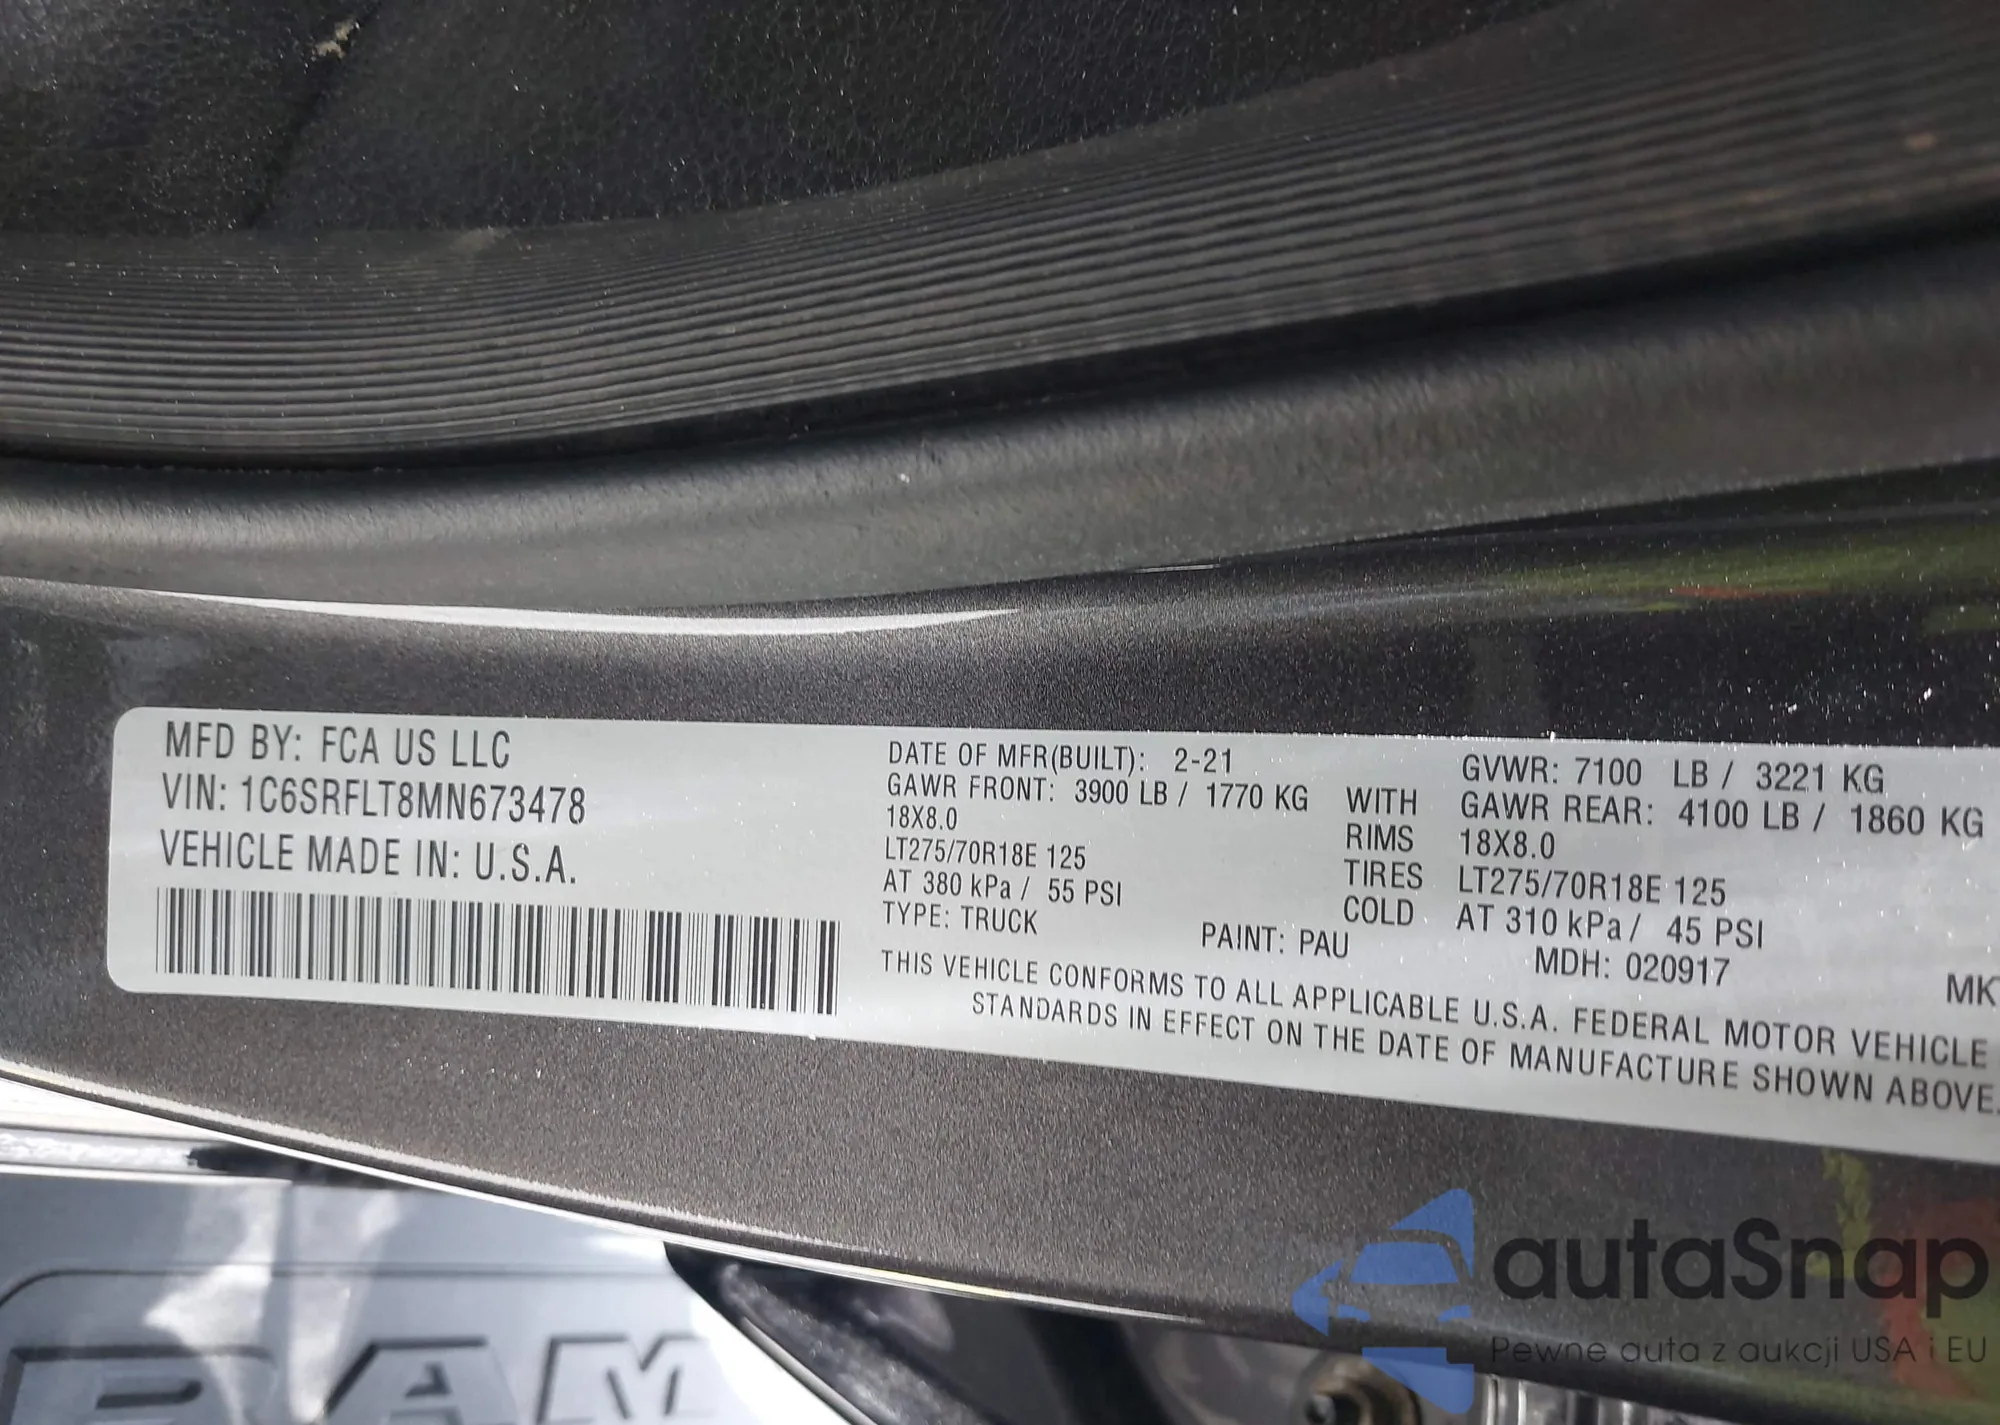 MFD BY: FCA US LLC
VIN: 1C6SRFLT8MN673478
VEHICLE MADE IN: U.S.A.
DATE OF MFR(BUILT): 2-21
GAWR FRONT: 3900 LB / 1770 KG
18X8.0
LT275/70R18E 125
AT 380 kPa / 55 PSI
TYPE: TRUCK
WITH
RIMS
TIRES
COLD
GVWR: 7100 LB / 3221 KG
GAWR REAR: 4100 LB / 1860 KG
18X8.0
LT275/70R18E 125
AT 310 kPa / 45 PSI
PAINT: PAU
MDH: 020917
THIS VEHICLE CONFORMS TO ALL APPLICABLE U.S.A. FEDERAL MOTOR VEHICLE
STANDARDS IN EFFECT ON THE DATE OF MANUFACTURE SHOWN ABOVE.
RAM
autaSnap
Pewne auta z aukcji USA i EU